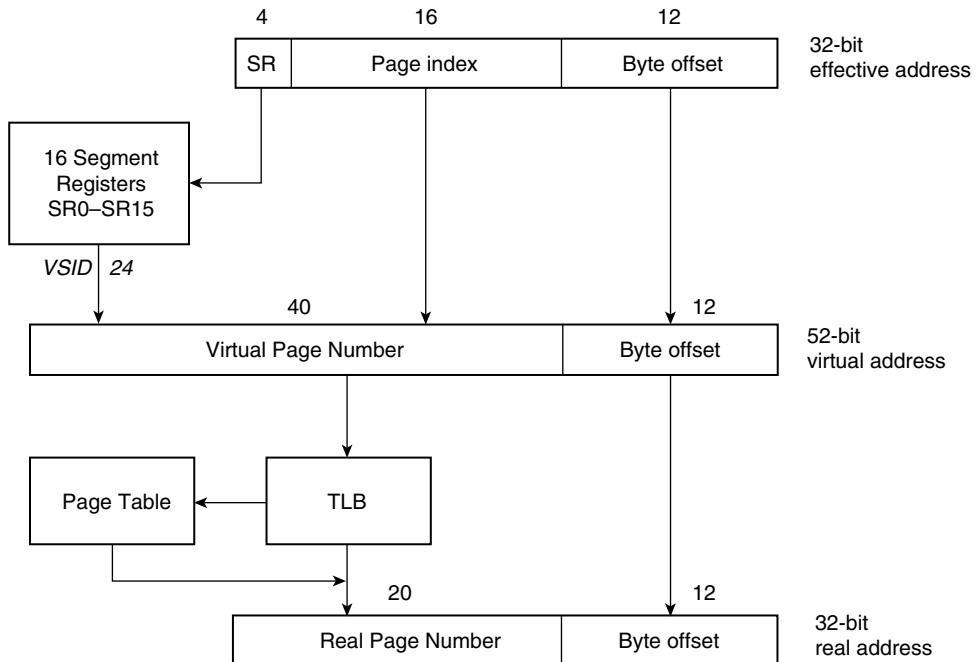 4 16 12
SR Page index Byte offset
32-bit
effective address
16 Segment
Registers
SR0–SR15
VSID 24
40 12
Virtual Page Number Byte offset
52-bit
virtual address
Page Table TLB
20 12
Real Page Number Byte offset
32-bit
real address